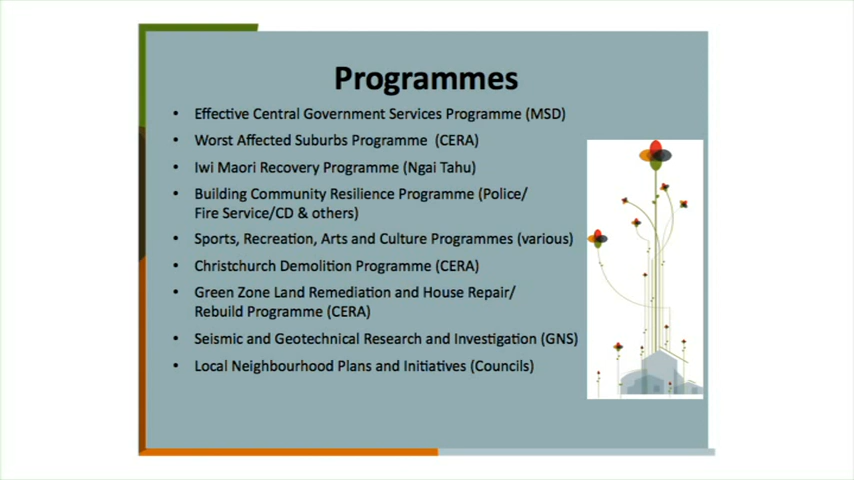 Programmes
• Effective Central Government Services Programme (MSD)
• Worst Affected Suburbs Programme (CERA)
• Iwi Maori Recovery Programme (Ngai Tahu)
• Building Community Resilience Programme (Police/
Fire Service/CD & others)
• Sports, Recreation, Arts and Culture Programmes (various)
• Christchurch Demolition Programme (CERA)
• Green Zone Land Remediation and House Repair/
Rebuild Programme (CERA)
• Seismic and Geotechnical Research and Investigation (GNS)
• Local Neighbourhood Plans and Initiatives (Councils)